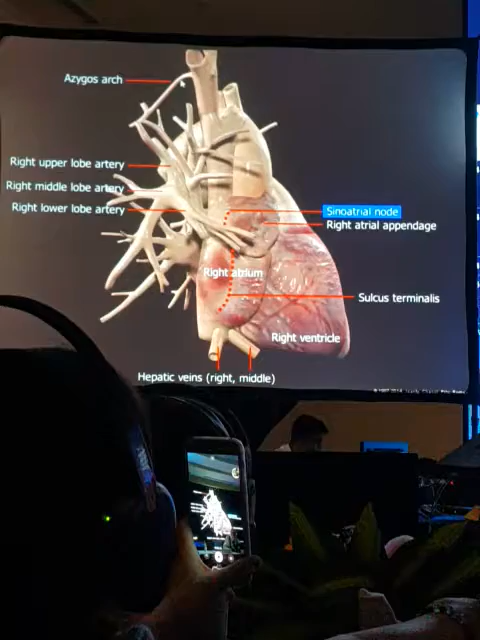 Azygos arch
Right upper lobe artery
Right middle lobe artery
Right lower lobe artery
Sinoatrial node
Right atrial appendage
Right atrium
Sulcus terminalis
Right ventricle
Hepatic veins (right, middle)